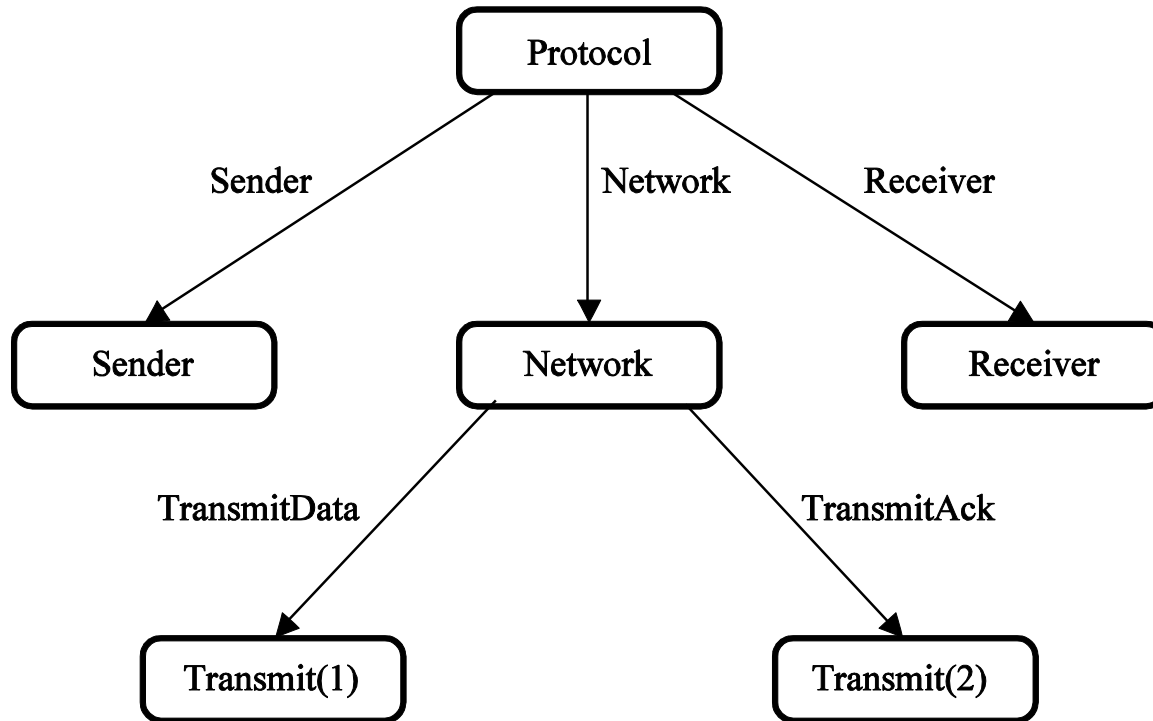 Protocol
Sender
Network
Receiver
Sender
Network
Receiver
TransmitData
TransmitAck
Transmit(1)
Transmit(2)